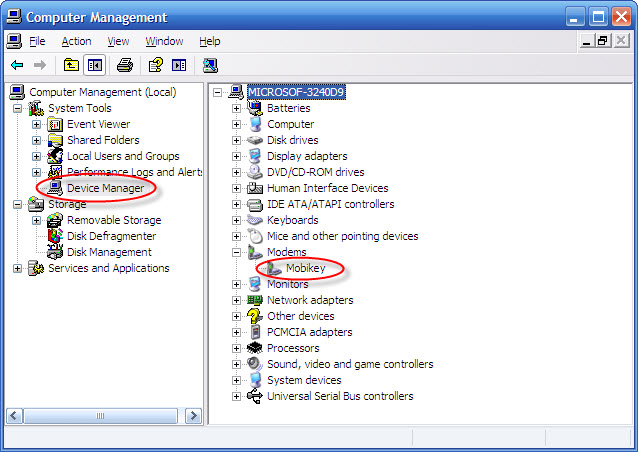 Computer Management
File Action View Window Help
Computer Management (Local)
System Tools
Event Viewer
Shared Folders
Local Users and Groups
Performance Logs and Alerts
Device Manager
Storage
Removable Storage
Disk Defragmenter
Disk Management
Services and Applications
MICROSOF-3240D9
Batteries
Computer
Disk drives
Display adapters
DVD/CD-ROM drives
Human Interface Devices
IDE ATA/ATAPI controllers
Keyboards
Mice and other pointing devices
Modems
Mobikey
Monitors
Network adapters
Other devices
PCMCIA adapters
Processors
Sound, video and game controllers
System devices
Universal Serial Bus controllers